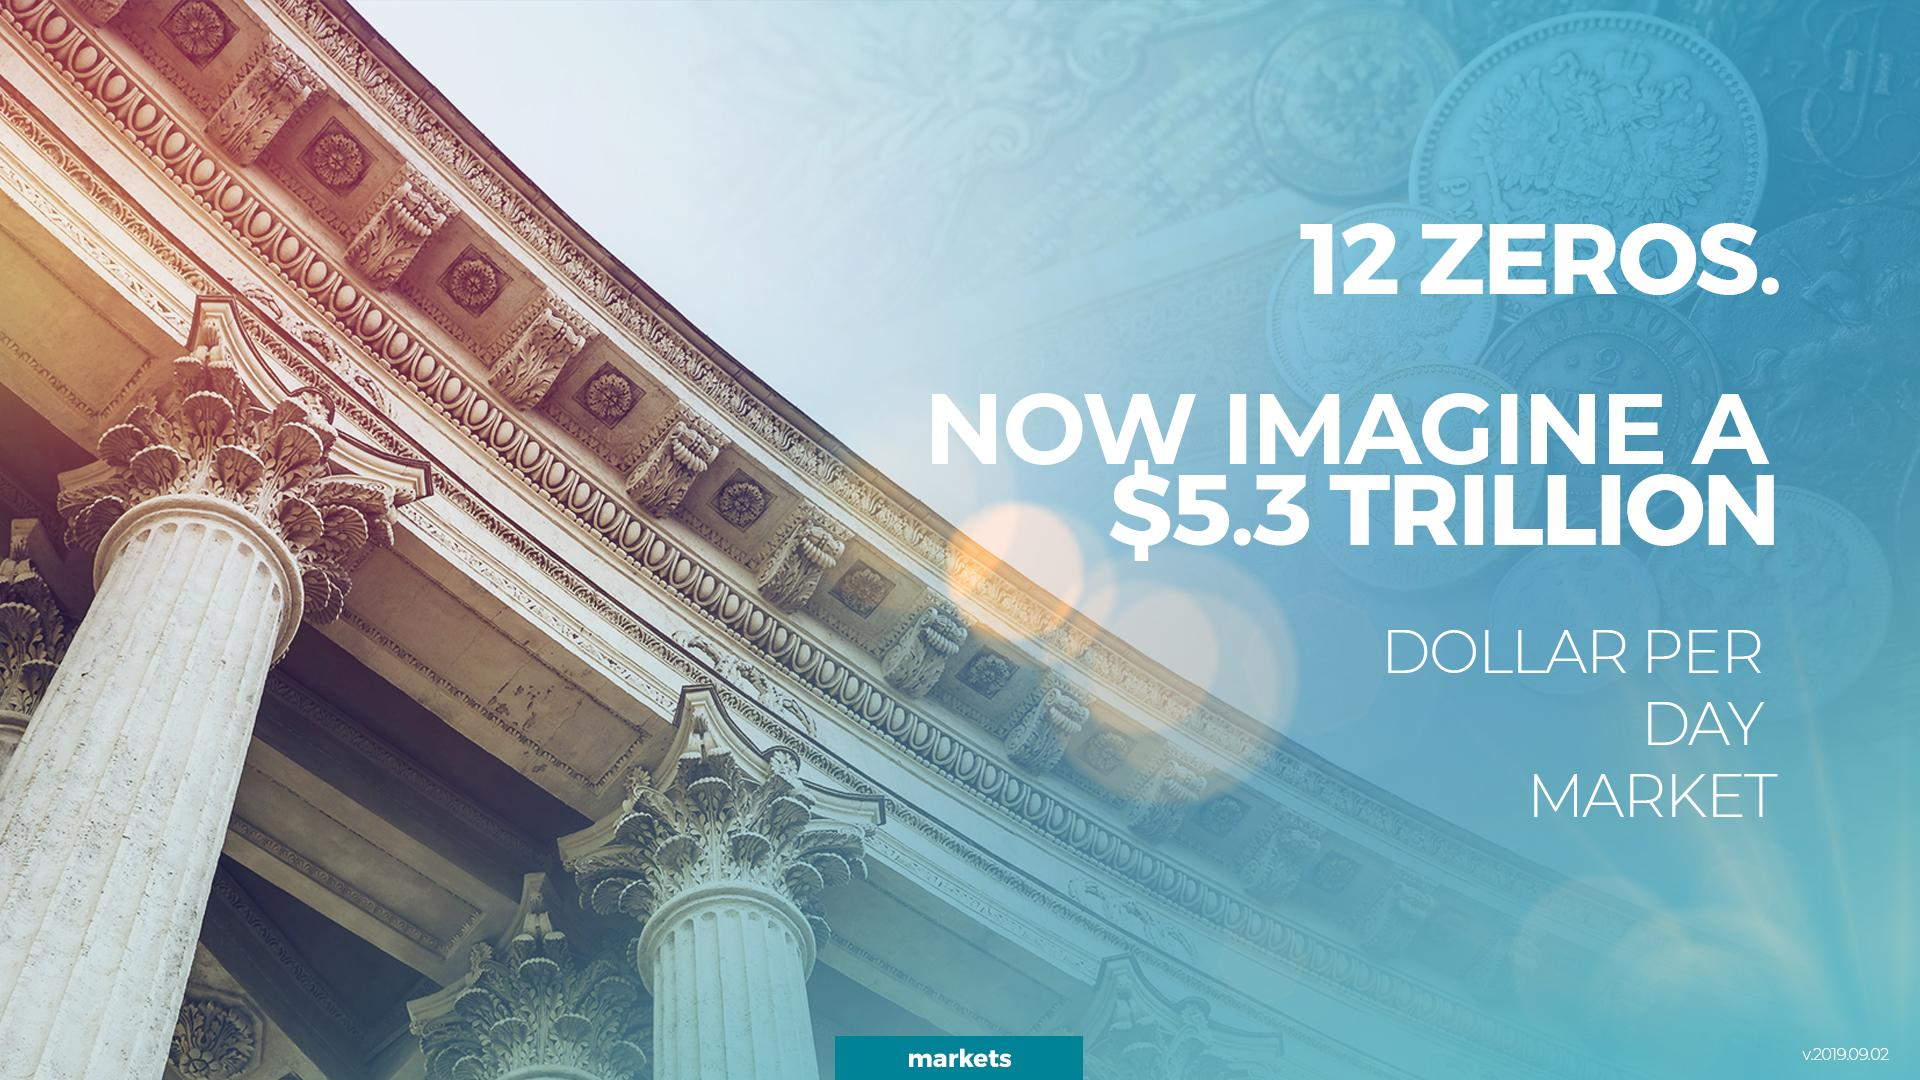 12 ZEROS.
NOW IMAGINE A
$5.3 TRILLION
DOLLAR PER
DAY
MARKET
markets
v.2019.09.02